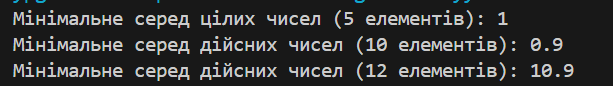 Мінімальне серед цілих чисел (5 елементів): 1
Мінімальне серед дійсних чисел (10 елементів): 0.9
Мінімальне серед дійсних чисел (12 елементів): 10.9